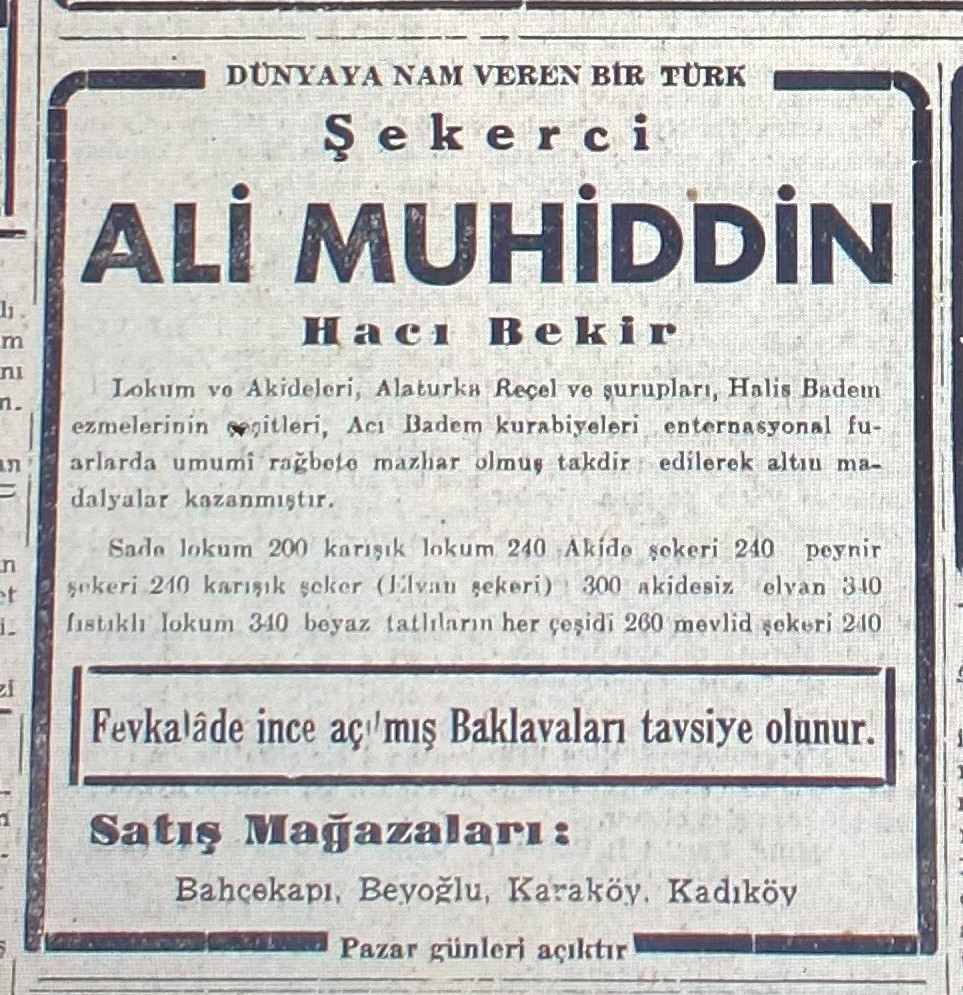 DÜNYAYA NAM VEREN BİR TÜRK
Şekerci
ALİ MUHİDDİN
Hacı Bekir
Lokum ve Akideleri, Alaturka Reçel ve şurupları, Halis Badem
ezmelerinin çeşitleri, Acı Badem kurabiyeleri enternasyonal fu-
arlarda umumî rağbete mazhar olmuş takdir edilerek altın ma-
dalyalar kazanmıştır.
Sade lokum 200 karışık lokum 240 Akide şekeri 240 peynir
şekeri 240 karışık şeker (Elvan şekeri) 300 akidesiz elvan 340
fıstıklı lokum 340 beyaz tatlıların her çeşidi 260 mevlid şekeri 240
Fevkalâde ince açılmış Baklavaları tavsiye olunur.
Satış Mağazaları:
Bahçekapı, Beyoğlu, Karaköy, Kadıköy
Pazar günleri açıktır